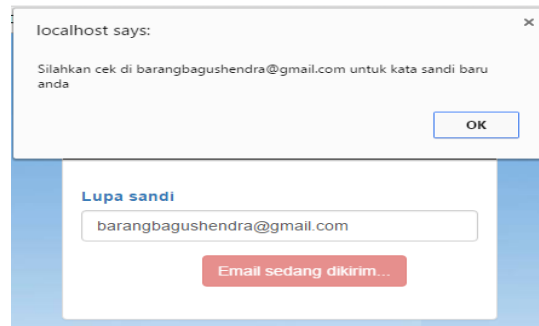 localhost says:
Silahkan cek di barangbagushendra@gmail.com untuk kata sandi baru
anda
OK
Lupa sandi
barangbagushendra@gmail.com
Email sedang dikirim...